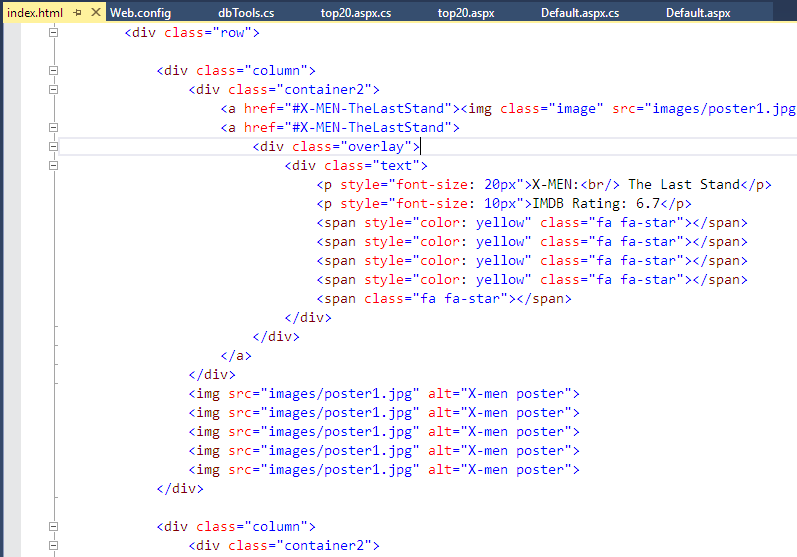 index.html Web.config dbTools.cs top20.aspx.cs top20.aspx Default.aspx.cs Default.aspx
<div class="row">
<div class="column">
<div class="container2">
<a href="#X-MEN-TheLastStand"><img class="image" src="images/poster1.jpg
<a href="#X-MEN-TheLastStand">
<div class="overlay">
<div class="text">
<p style="font-size: 20px">X-MEN:<br/> The Last Stand</p>
<p style="font-size: 10px">IMDB Rating: 6.7</p>
<span style="color: yellow" class="fa fa-star"></span>
<span style="color: yellow" class="fa fa-star"></span>
<span style="color: yellow" class="fa fa-star"></span>
<span style="color: yellow" class="fa fa-star"></span>
<span class="fa fa-star"></span>
</div>
</div>
</a>
</div>
<img src="images/poster1.jpg" alt="X-men poster">
<img src="images/poster1.jpg" alt="X-men poster">
<img src="images/poster1.jpg" alt="X-men poster">
<img src="images/poster1.jpg" alt="X-men poster">
<img src="images/poster1.jpg" alt="X-men poster">
</div>
<div class="column">
<div class="container2">